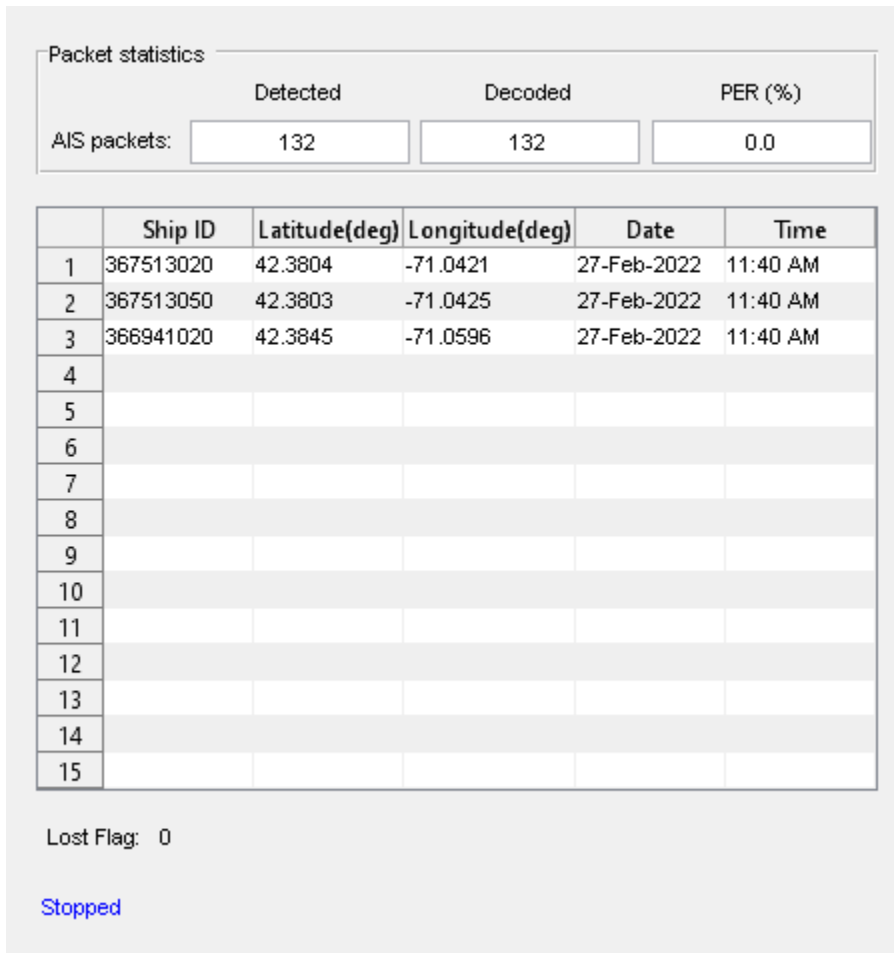 Packet statistics
Detected Decoded PER (%)
AIS packets: 132 132 0.0
Ship ID Latitude(deg) Longitude(deg) Date Time
1 367513020 42.3804 -71.0421 27-Feb-2022 11:40 AM
2 367513050 42.3803 -71.0425 27-Feb-2022 11:40 AM
3 366941020 42.3845 -71.0596 27-Feb-2022 11:40 AM
4
5
6
7
8
9
10
11
12
13
14
15
Lost Flag: 0
Stopped